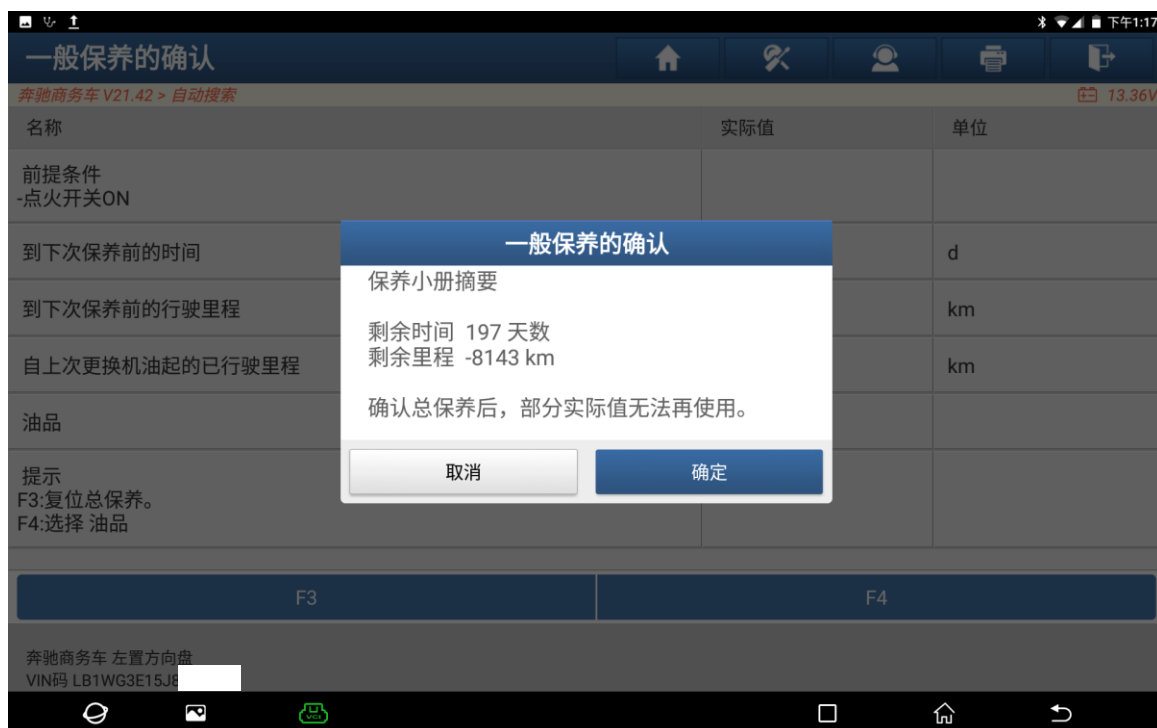 下午1:17
一般保养的确认
奔驰商务车 V21.42 > 自动搜索
13.36V
名称 实际值 单位
前提条件
-点火开关ON
到下次保养前的时间 d
到下次保养前的行驶里程 km
自上次更换机油起的已行驶里程 km
油品
提示
F3:复位总保养。
F4:选择 油品
一般保养的确认
保养小册摘要
剩余时间 197 天数
剩余里程 -8143 km
确认总保养后，部分实际值无法再使用。
取消 确定
F3 F4
奔驰商务车 左置方向盘
VIN码 LB1WG3E15J8
VCI